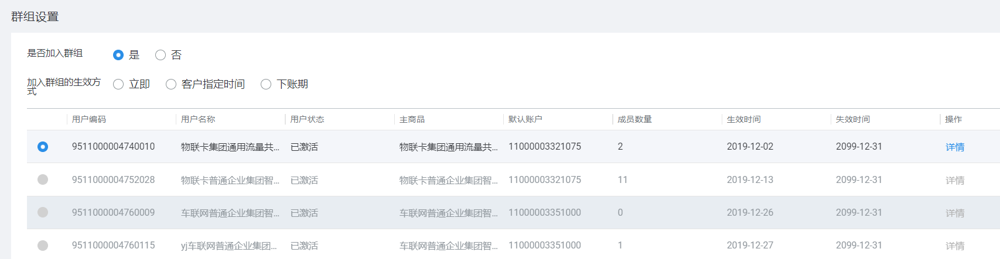 群组设置
是否加入群组 是 否
加入群组的生效方式 立即 客户指定时间 下账期
用户编码 用户名称 用户状态 主商品 默认账户 成员数量 生效时间 失效时间 操作
9511000004740010 物联卡集团通用流量共... 已激活 物联卡集团通用流量共... 11000003321075 2 2019-12-02 2099-12-31 详情
9511000004752028 物联卡普通企业集团智... 已激活 物联卡普通企业集团智... 11000003321075 11 2019-12-13 2099-12-31 详情
9511000004760009 车联网普通企业集团智... 已激活 车联网普通企业集团智... 11000003351000 0 2019-12-26 2099-12-31 详情
9511000004760115 yj车联网普通企业集团... 已激活 车联网普通企业集团智... 11000003351000 1 2019-12-27 2099-12-31 详情